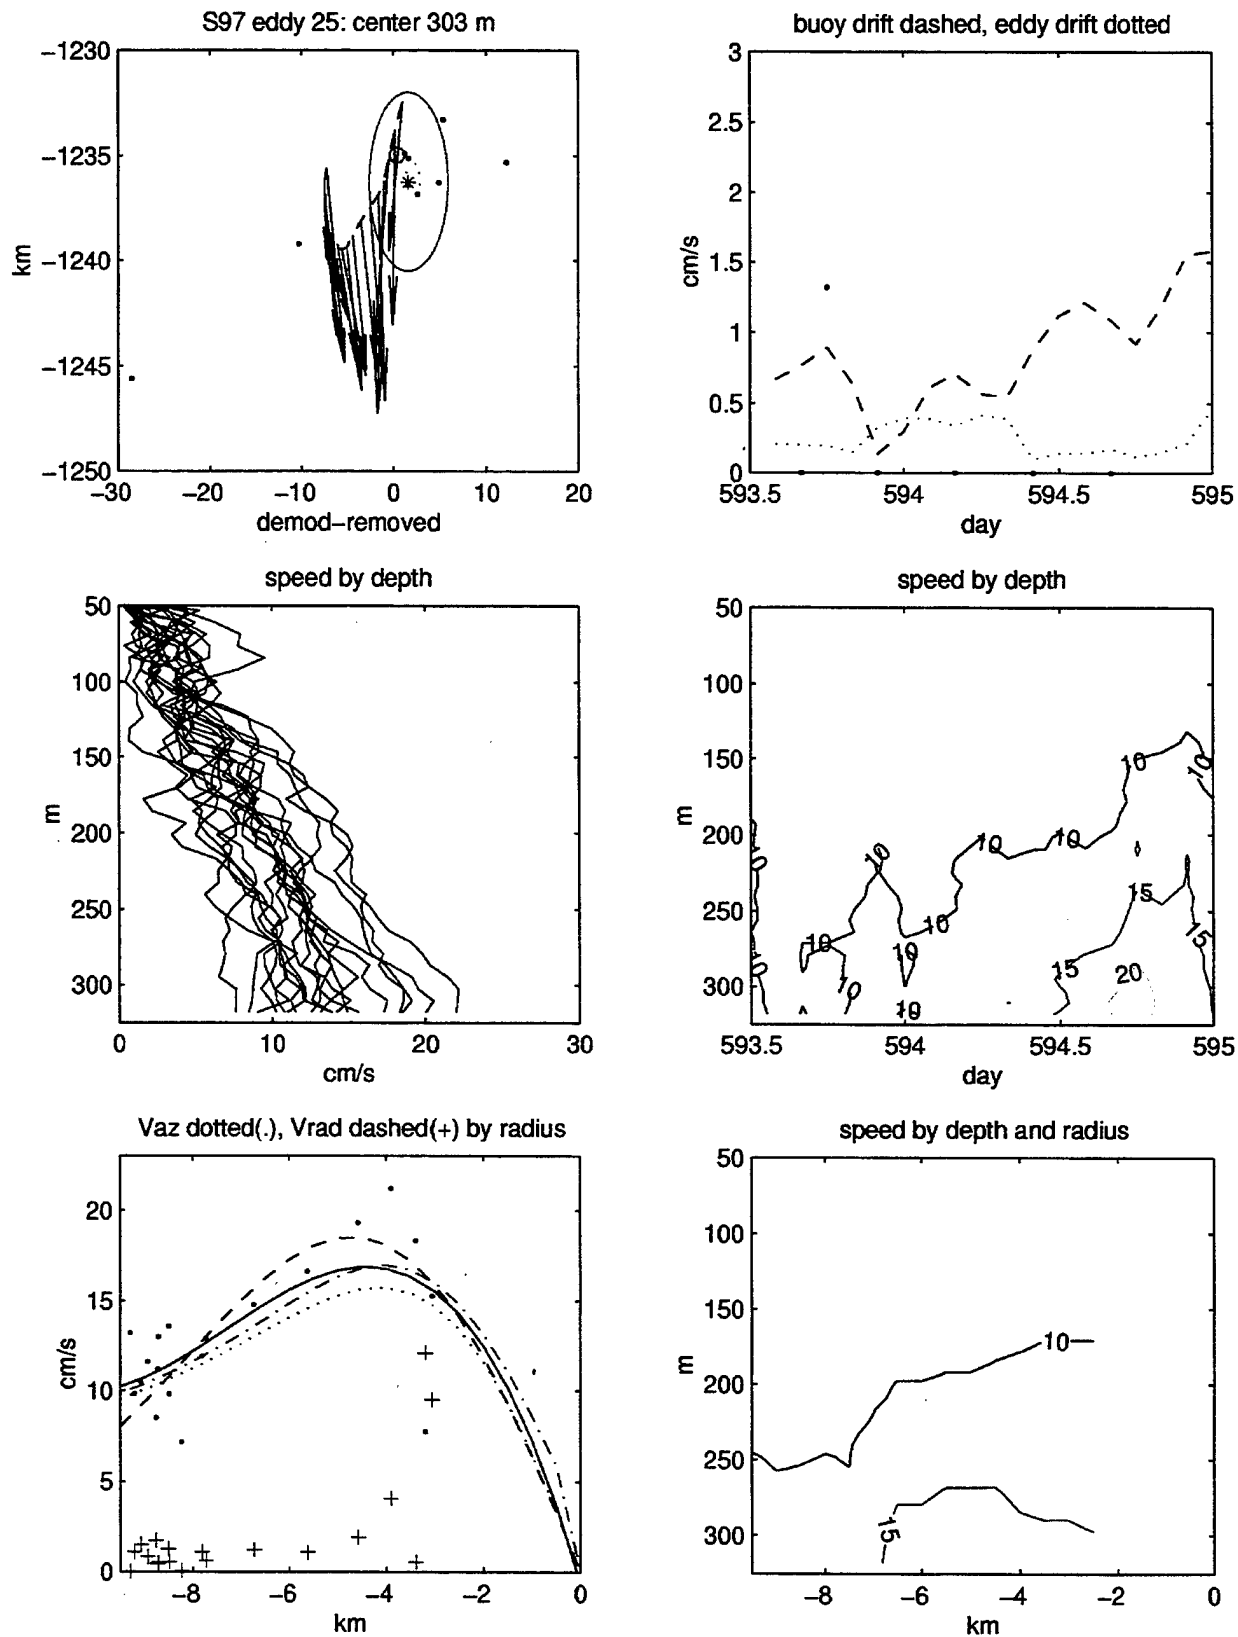 S97 eddy 25: center 303 m
−1230
−1235
−1240
−1245
−1250
km
−30 −20 −10 0 10 20
demod−removed
buoy drift dashed, eddy drift dotted
3
2.5
2
1.5
1
0.5
0
cm/s
593.5 594 594.5 595
day
speed by depth
50
100
150
200
250
300
m
0 10 20 30
cm/s
speed by depth
50
100
150
200
250
300
m
10
10
10
10
10
10
10
10
10
10
10
10
15
15
15
20
593.5 594 594.5 595
day
Vaz dotted(.), Vrad dashed(+) by radius
20
15
10
5
0
cm/s
−8 −6 −4 −2 0
km
speed by depth and radius
50
100
150
200
250
300
m
10
15
−8 −6 −4 −2 0
km